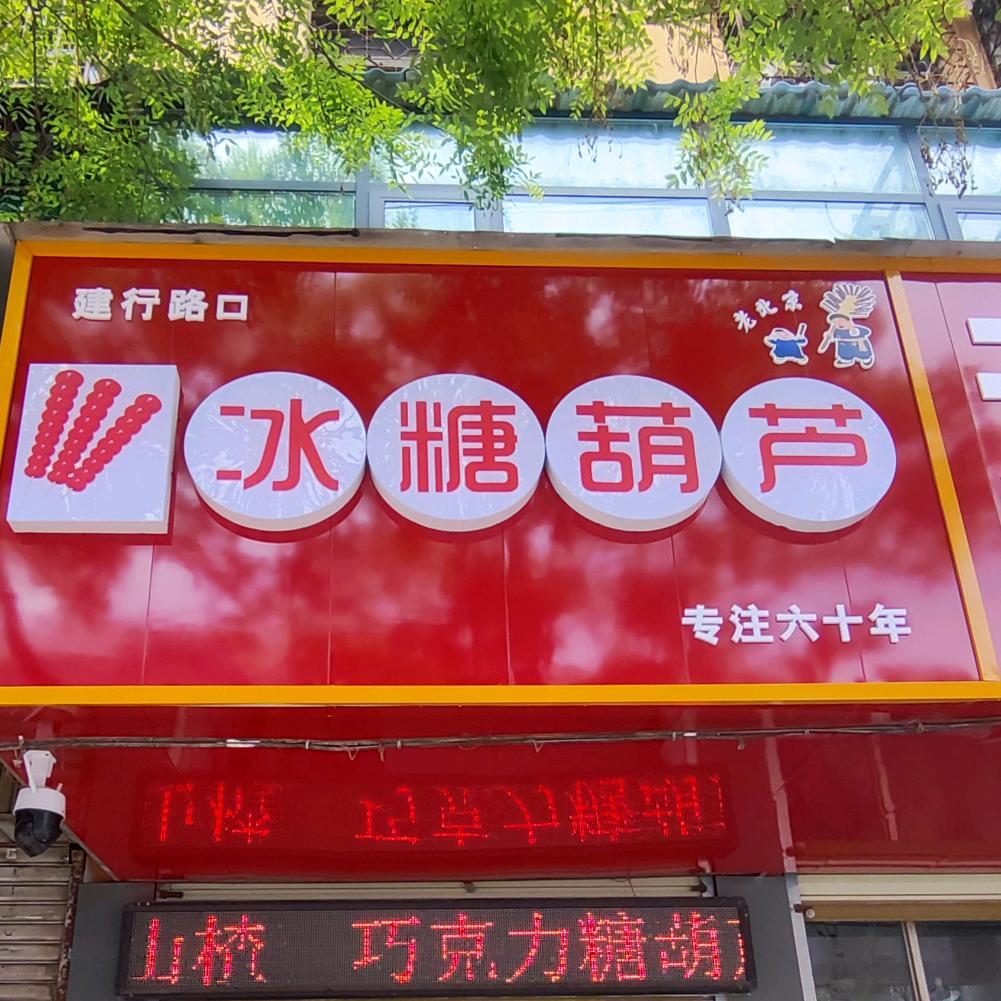 建行路口
老北京
冰糖葫芦
专注六十年
山楂 巧克力糖葫